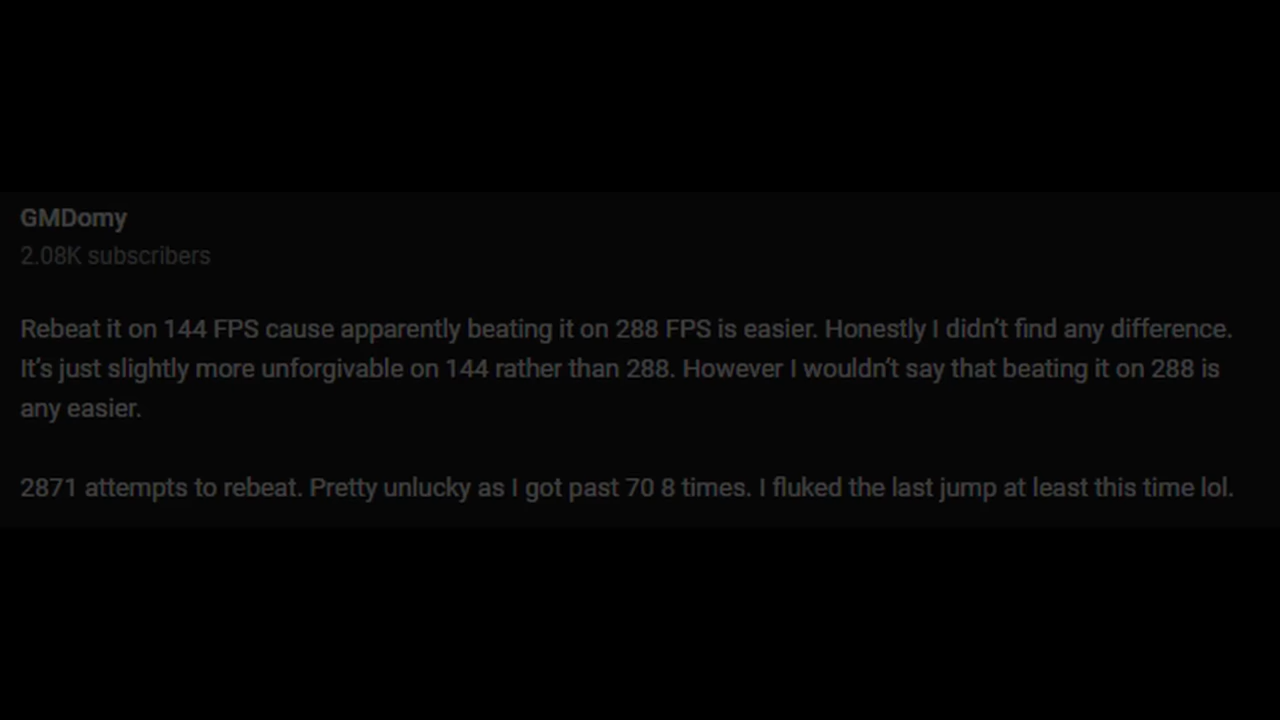 GMDomy
2.08K subscribers
Rebeat it on 144 FPS cause apparently beating it on 288 FPS is easier. Honestly I didn’t find any difference.
It’s just slightly more unforgivable on 144 rather than 288. However I wouldn’t say that beating it on 288 is
any easier.
2871 attempts to rebeat. Pretty unlucky as I got past 70 8 times. I fluked the last jump at least this time lol.